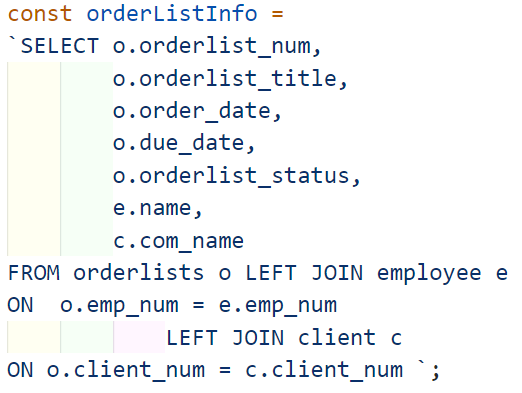 const orderListInfo =
`SELECT o.orderlist_num,
o.orderlist_title,
o.order_date,
o.due_date,
o.orderlist_status,
e.name,
c.com_name
FROM orderlists o LEFT JOIN employee e
ON  o.emp_num = e.emp_num
LEFT JOIN client c
ON o.client_num = c.client_num `;